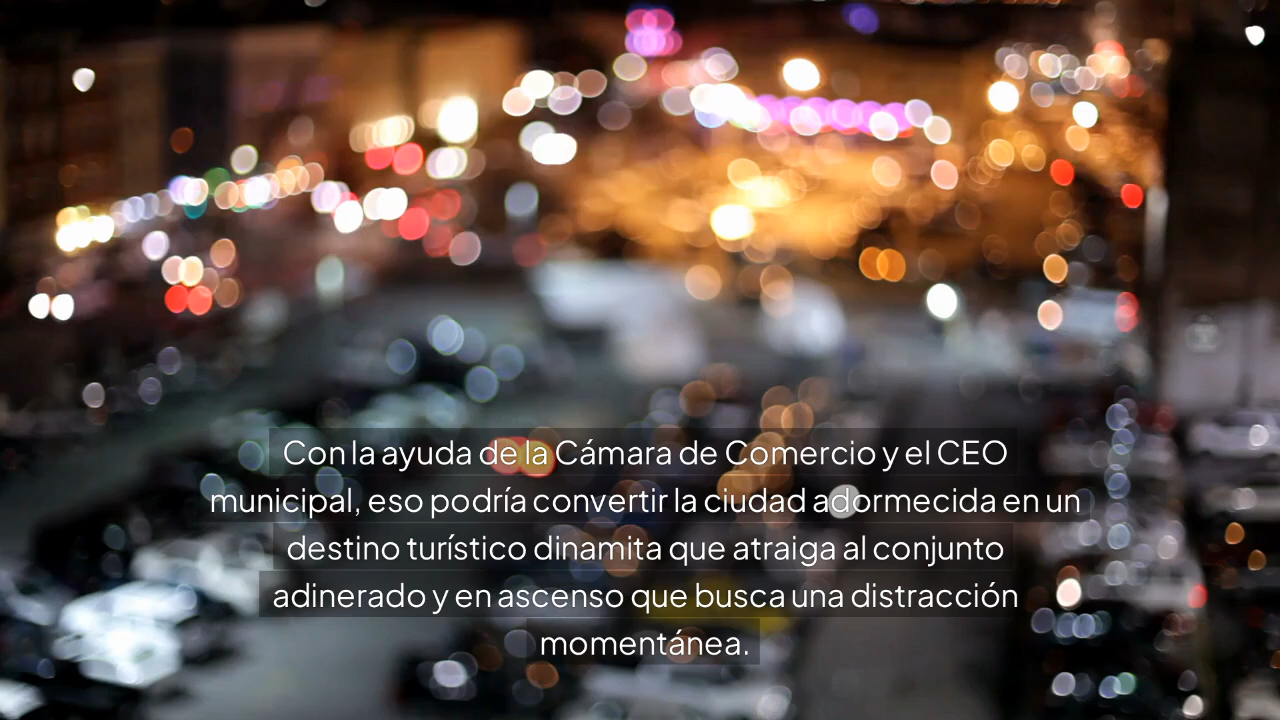 Con la ayuda de la Cámara de Comercio y el CEO
municipal, eso podría convertir la ciudad adormecida en un
destino turístico dinamita que atraiga al conjunto
adinerado y en ascenso que busca una distracción
momentánea.